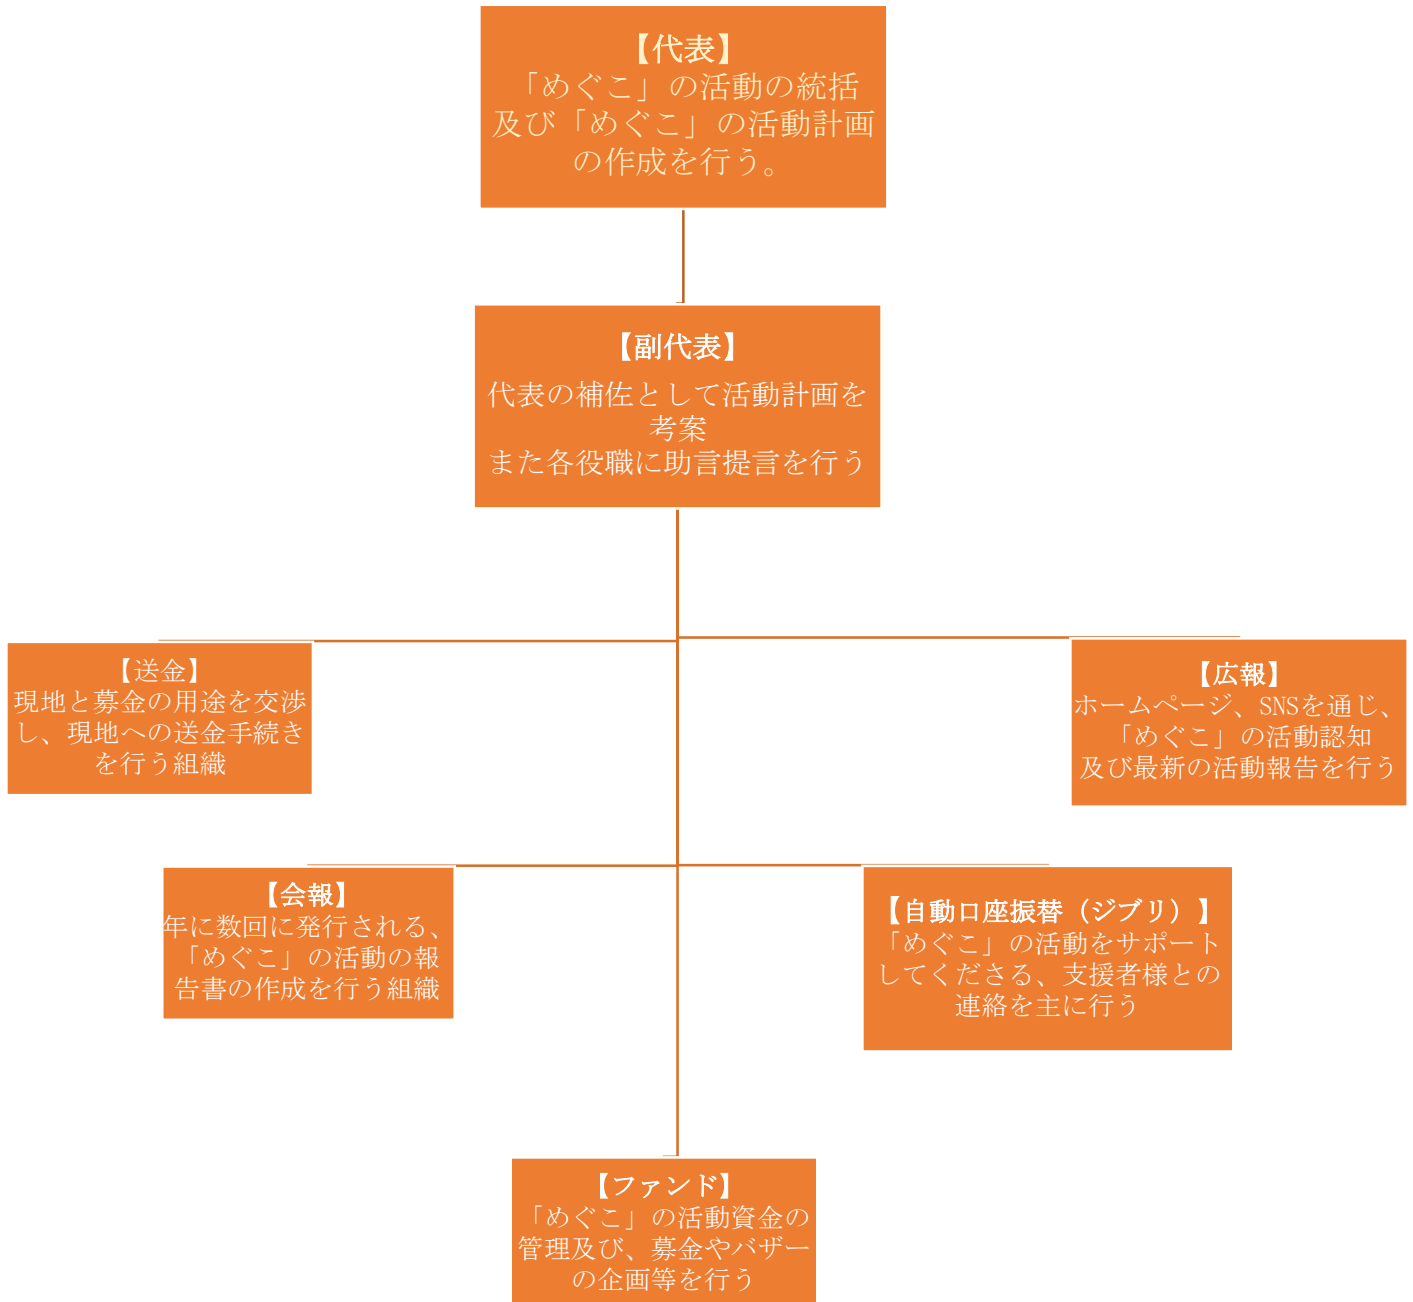 【代表】
「めぐこ」の活動の統括
及び「めぐこ」の活動計画
の作成を行う。
【副代表】
代表の補佐として活動計画を
考案
また各役職に助言提言を行う
【送金】
現地と募金の用途を交渉
し、現地への送金手続き
を行う組織
【広報】
ホームページ、SNSを通じ、
「めぐこ」の活動認知
及び最新の活動報告を行う
【会報】
年に数回に発行される、
「めぐこ」の活動の報
告書の作成を行う組織
【自動口座振替（ジブリ）】
「めぐこ」の活動をサポート
してくださる、支援者様との
連絡を主に行う
【ファンド】
「めぐこ」の活動資金の
管理及び、募金やバザー
の企画等を行う